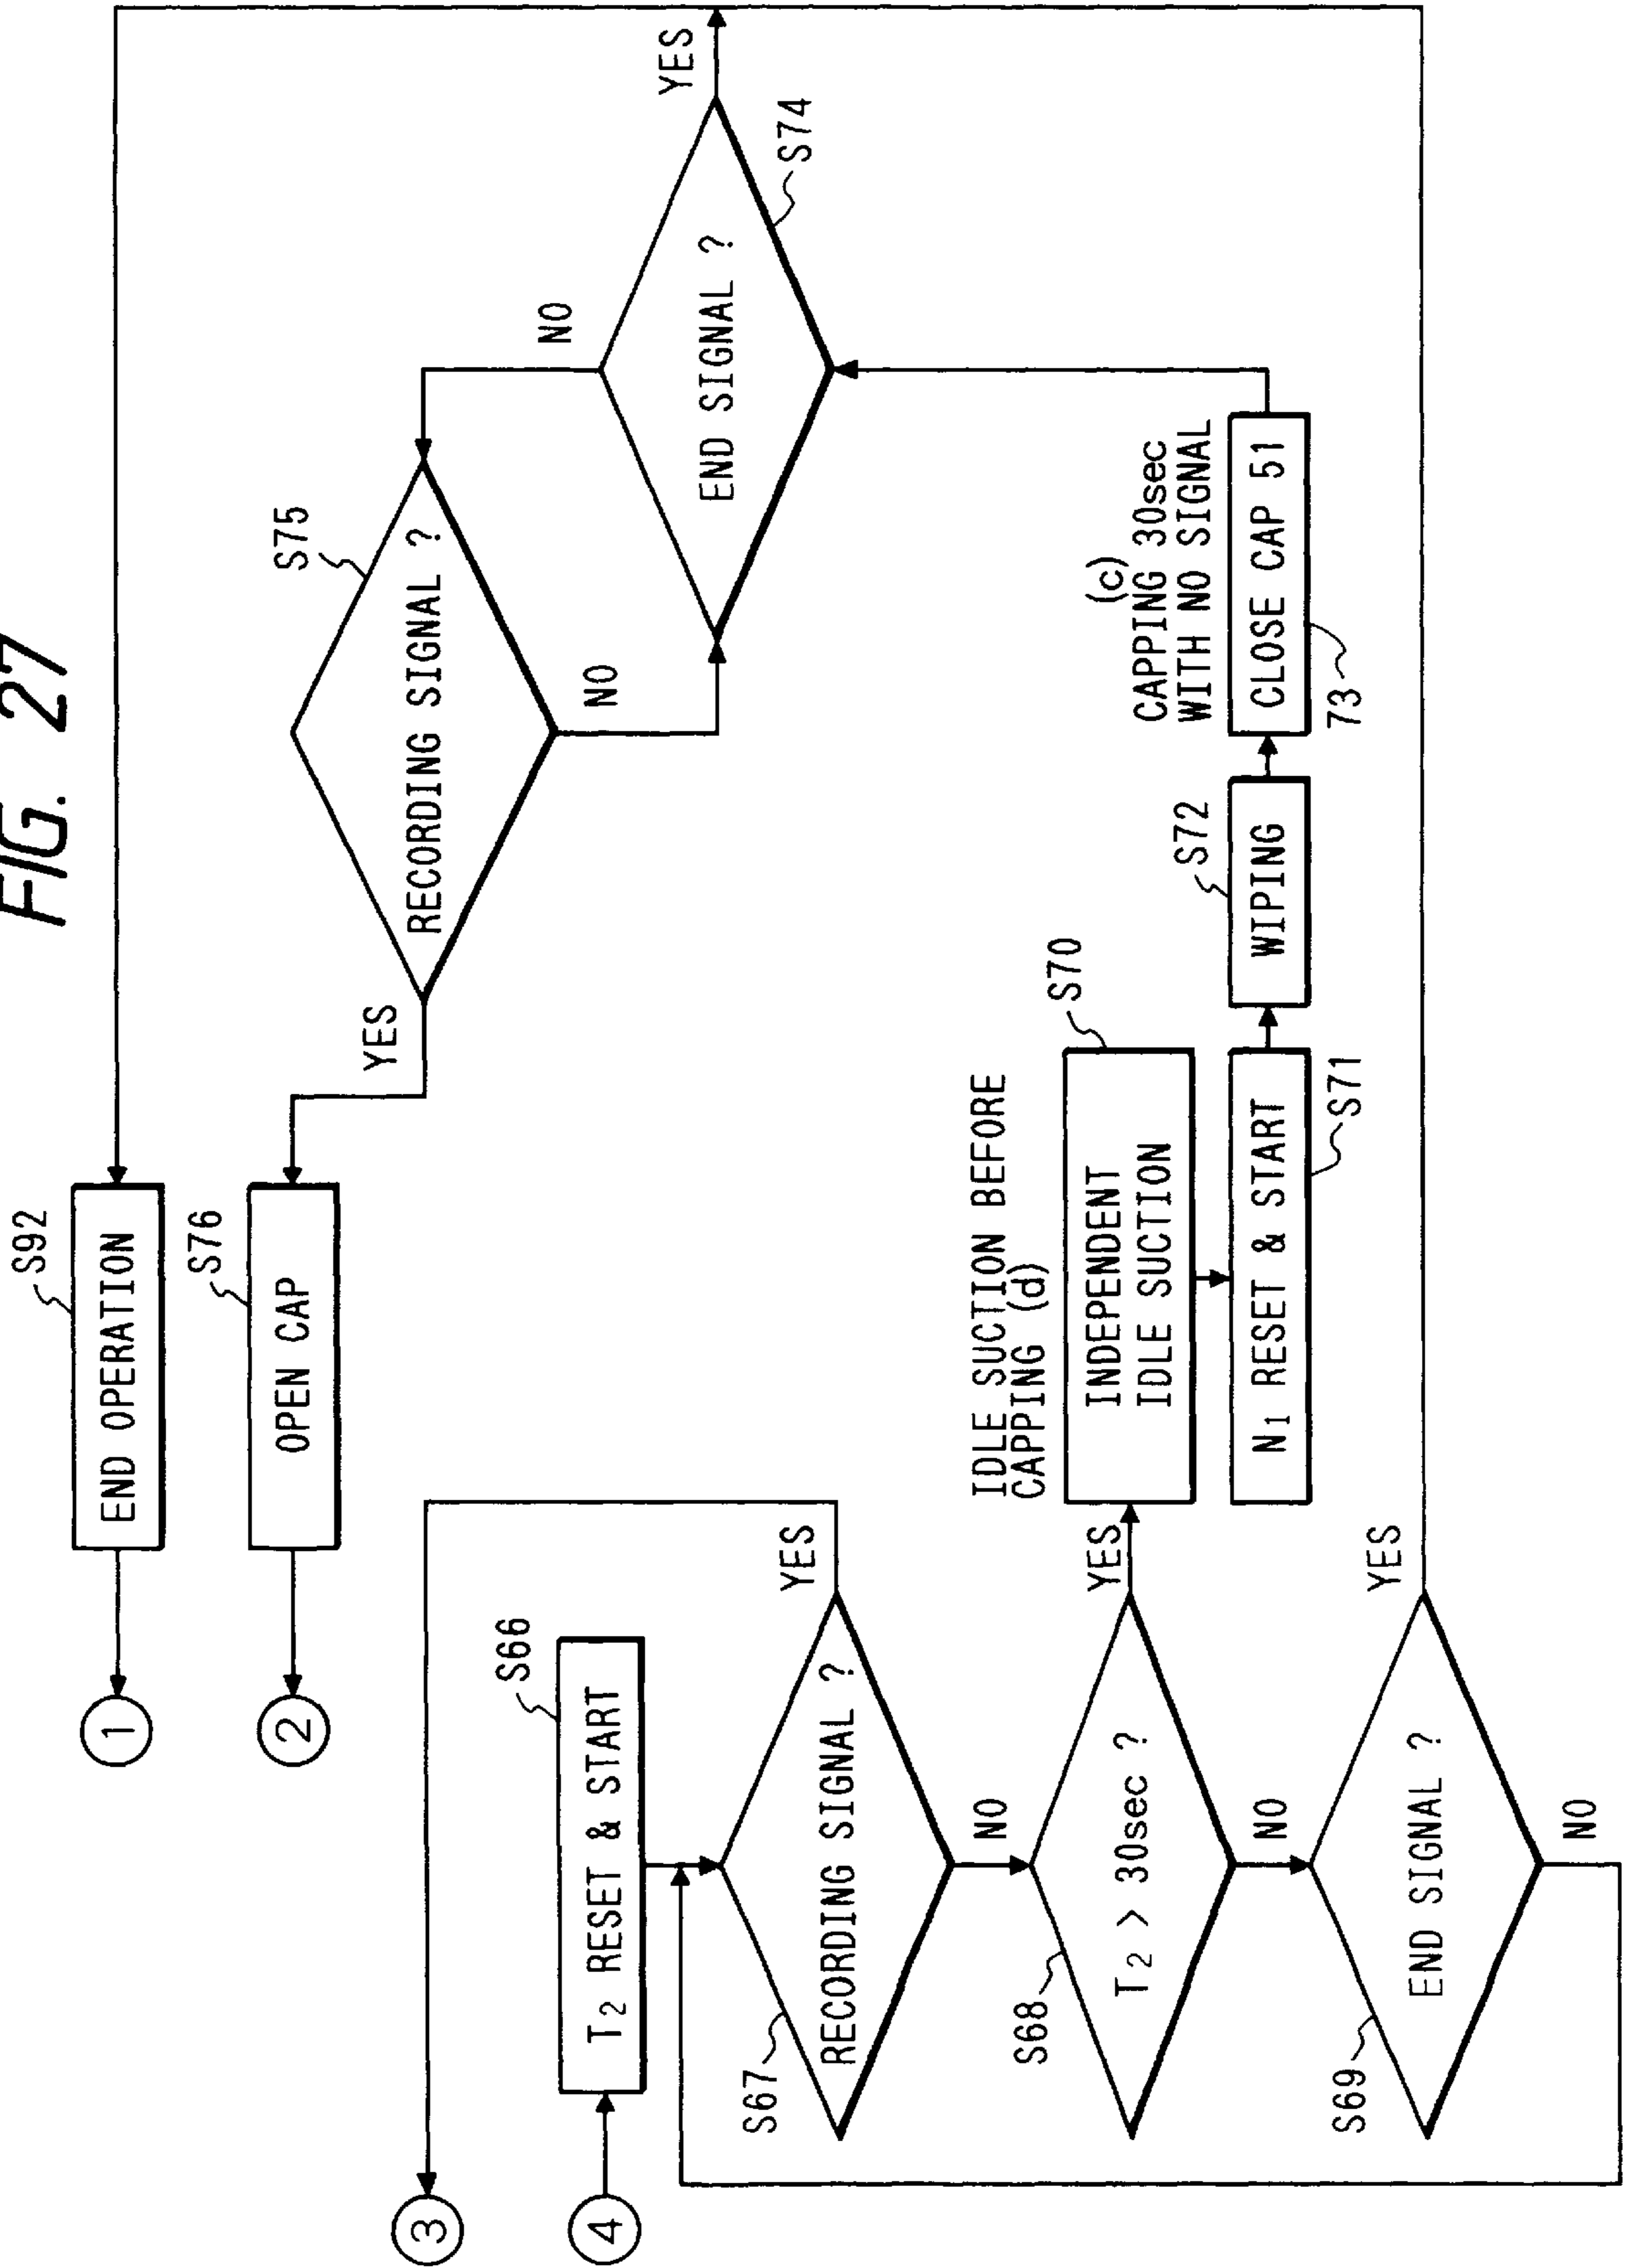 FIG. 27
1
END OPERATION
S92
2
OPEN CAP
S76
YES
RECORDING SIGNAL ?
S75
NO
NO
END SIGNAL ?
S74
YES
3
4
T2 RESET & START
S66
S67
RECORDING SIGNAL ?
YES
NO
S68
T2 > 30sec ?
YES
NO
S69
END SIGNAL ?
YES
NO
IDLE SUCTION BEFORE
CAPPING (d)
INDEPENDENT
IDLE SUCTION
S70
N1 RESET & START
S71
WIPING
S72
(c)
CAPPING 30sec
WITH NO SIGNAL
CLOSE CAP 51
73